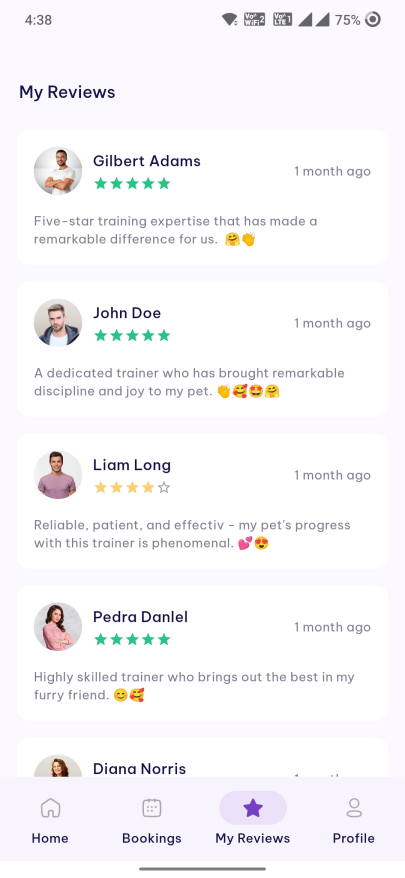 4:38
Vo WiFi 2
Vo LTE 1
75%
My Reviews
Gilbert Adams
1 month ago
Five-star training expertise that has made a
remarkable difference for us. 🤗👏
John Doe
1 month ago
A dedicated trainer who has brought remarkable
discipline and joy to my pet. 👏🥰🤩🤗
Liam Long
1 month ago
Reliable, patient, and effectiv - my pet's progress
with this trainer is phenomenal. 💕😍
Pedra Danlel
1 month ago
Highly skilled trainer who brings out the best in my
furry friend. 😊🥰
Diana Norris
Home
Bookings
My Reviews
Profile